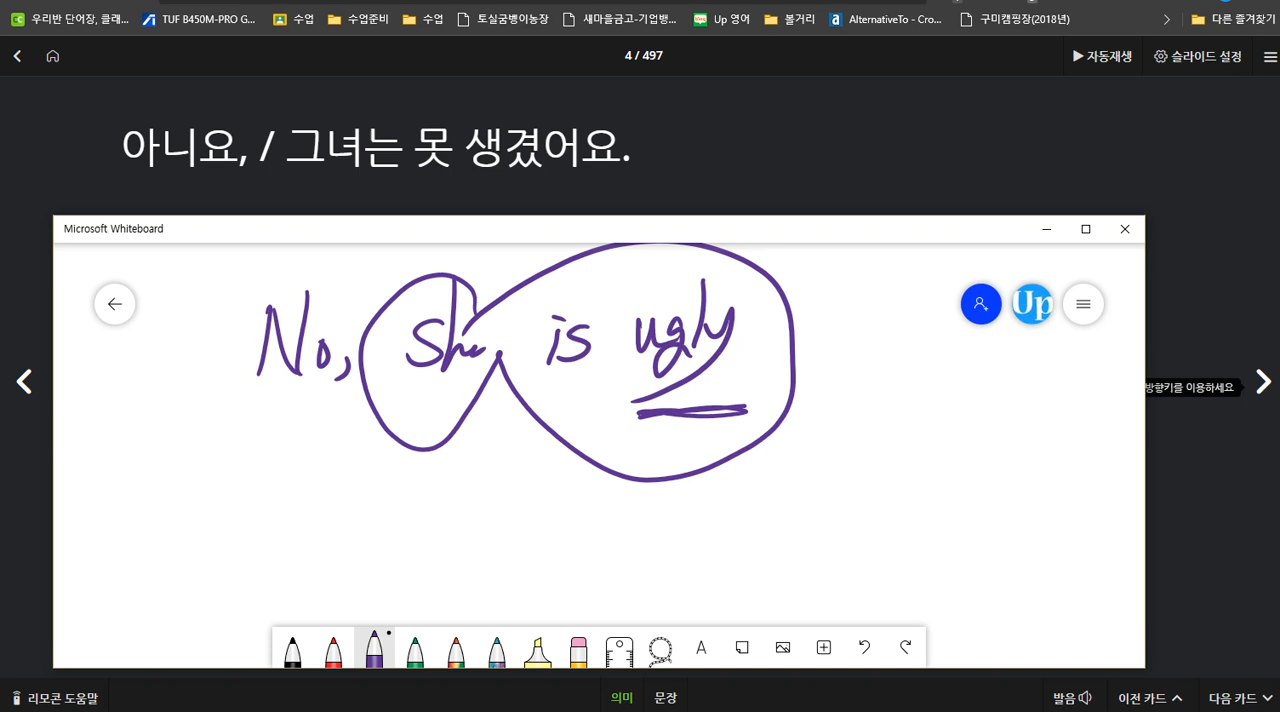 우리반 단어장, 클래... TUF B450M-PRO G... 수업 수업준비 수업 토실굼벵이농장 새마을금고-기업뱅... Up 영어 볼거리 AlternativeTo - Cro... 구미캠핑장(2018년) 다른 즐겨찾기
4 / 497 자동재생 슬라이드 설정
아니요, / 그녀는 못 생겼어요.
Microsoft Whiteboard
Up
No, She is ugly
방향키를 이용하세요
A
리모콘 도움말 의미 문장 발음 이전 카드 다음 카드